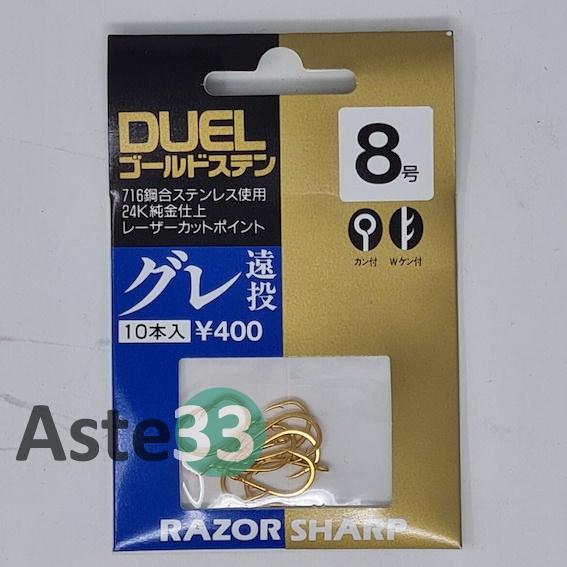 DUEL
ゴールドステン
716鋼合ステンレス使用
24K純金仕上
レーザーカットポイント
8号
カン付 Wケン付
グレ 遠投
10本入 ¥400
Aste33
RAZOR SHARP